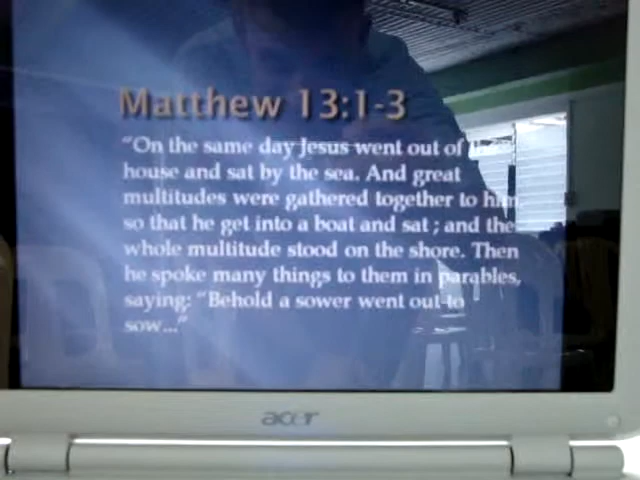 Matthew 13:1-3
"On the same day Jesus went out of the
house and sat by the sea. And great
multitudes were gathered together to him,
so that he get into a boat and sat ; and the
whole multitude stood on the shore. Then
he spoke many things to them in parables,
saying: "Behold a sower went out to
sow..."
acer